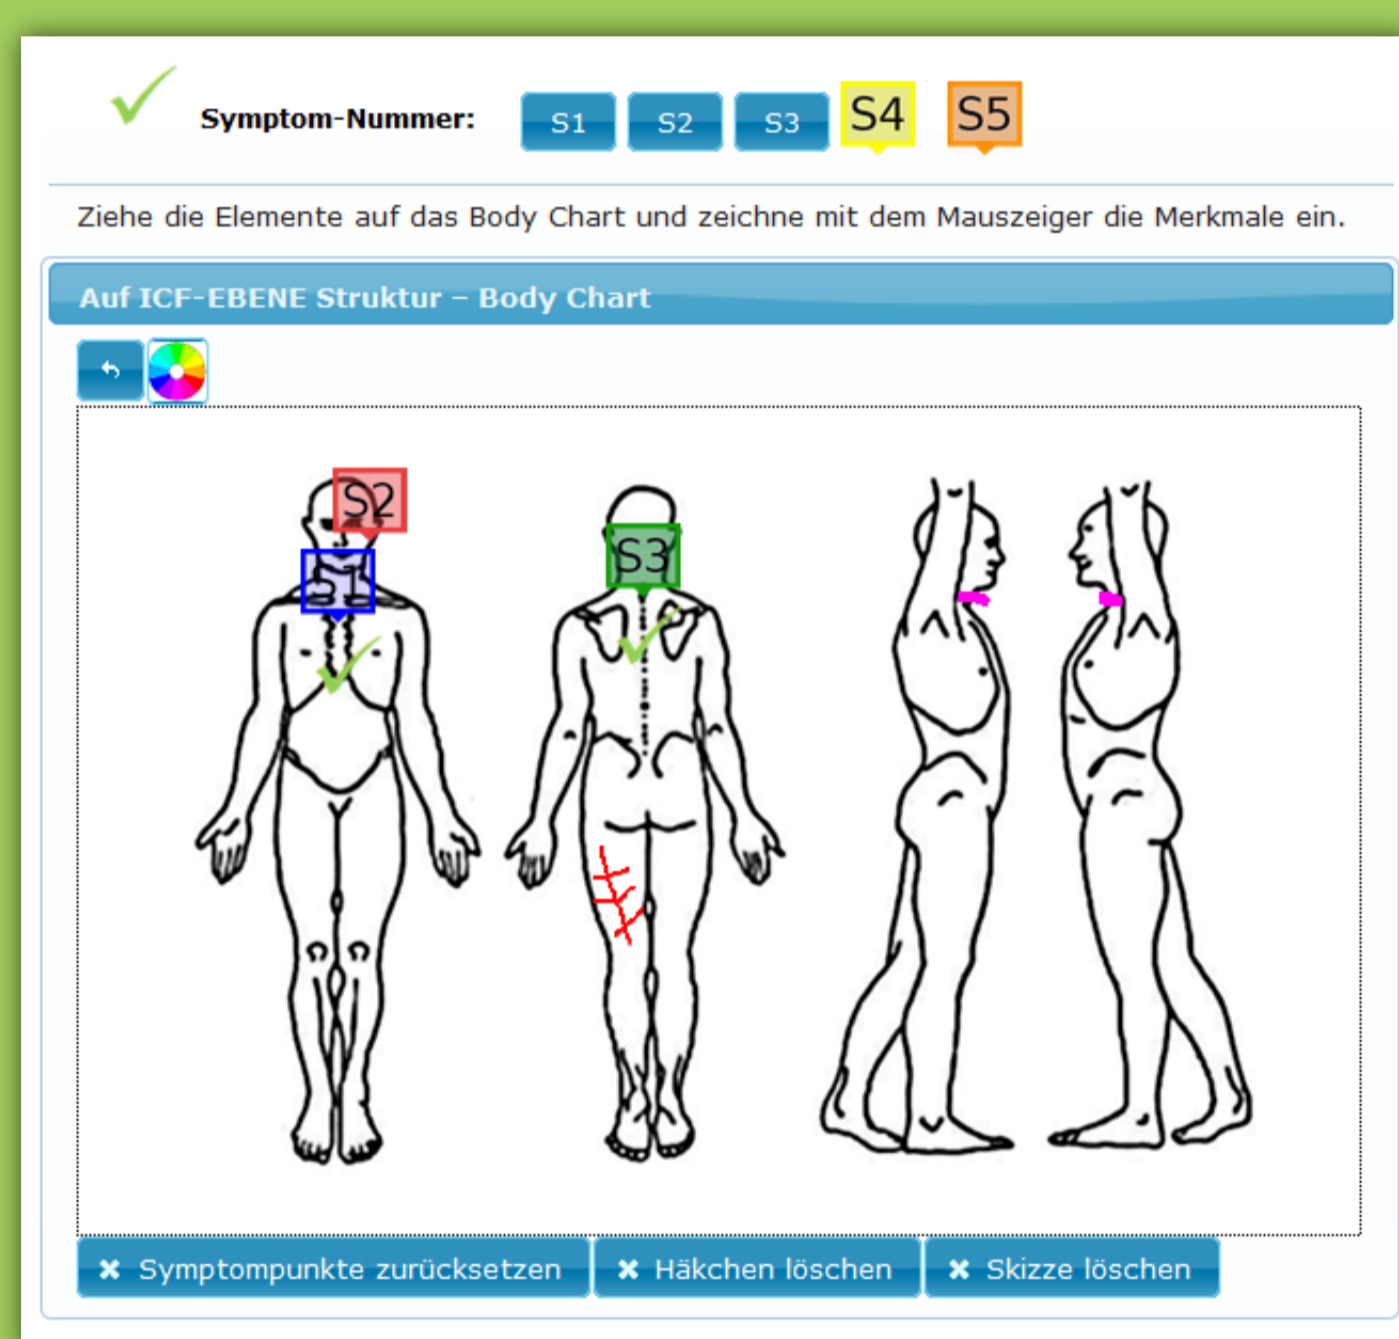 Symptom-Nummer: S1 S2 S3 S4 S5
Ziehe die Elemente auf das Body Chart und zeichne mit dem Mauszeiger die Merkmale ein.
Auf ICF-EBENE Struktur – Body Chart
S2
S1
S3
Symptompunkte zurücksetzen Häkchen löschen Skizze löschen